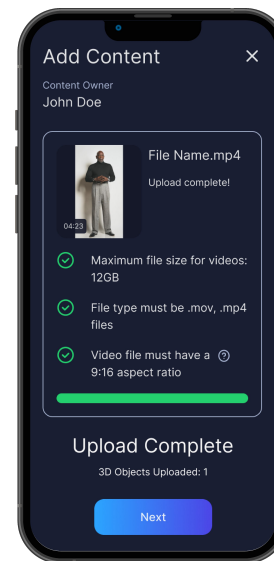 Add Content
Content Owner
John Doe
File Name.mp4
Upload complete!
04:23
Maximum file size for videos:
12GB
File type must be .mov, .mp4
files
Video file must have a ?
9:16 aspect ratio
Upload Complete
3D Objects Uploaded: 1
Next